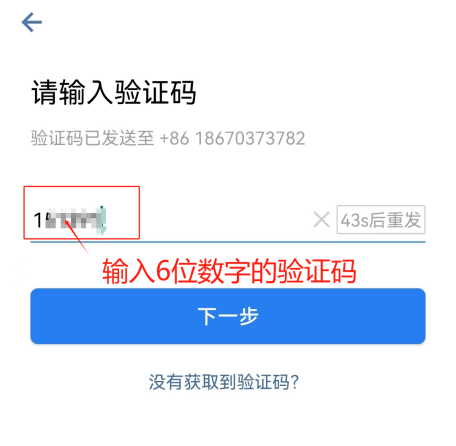 请输入验证码
验证码已发送至 +86 18670373782
43s后重发
输入6位数字的验证码
下一步
没有获取到验证码?